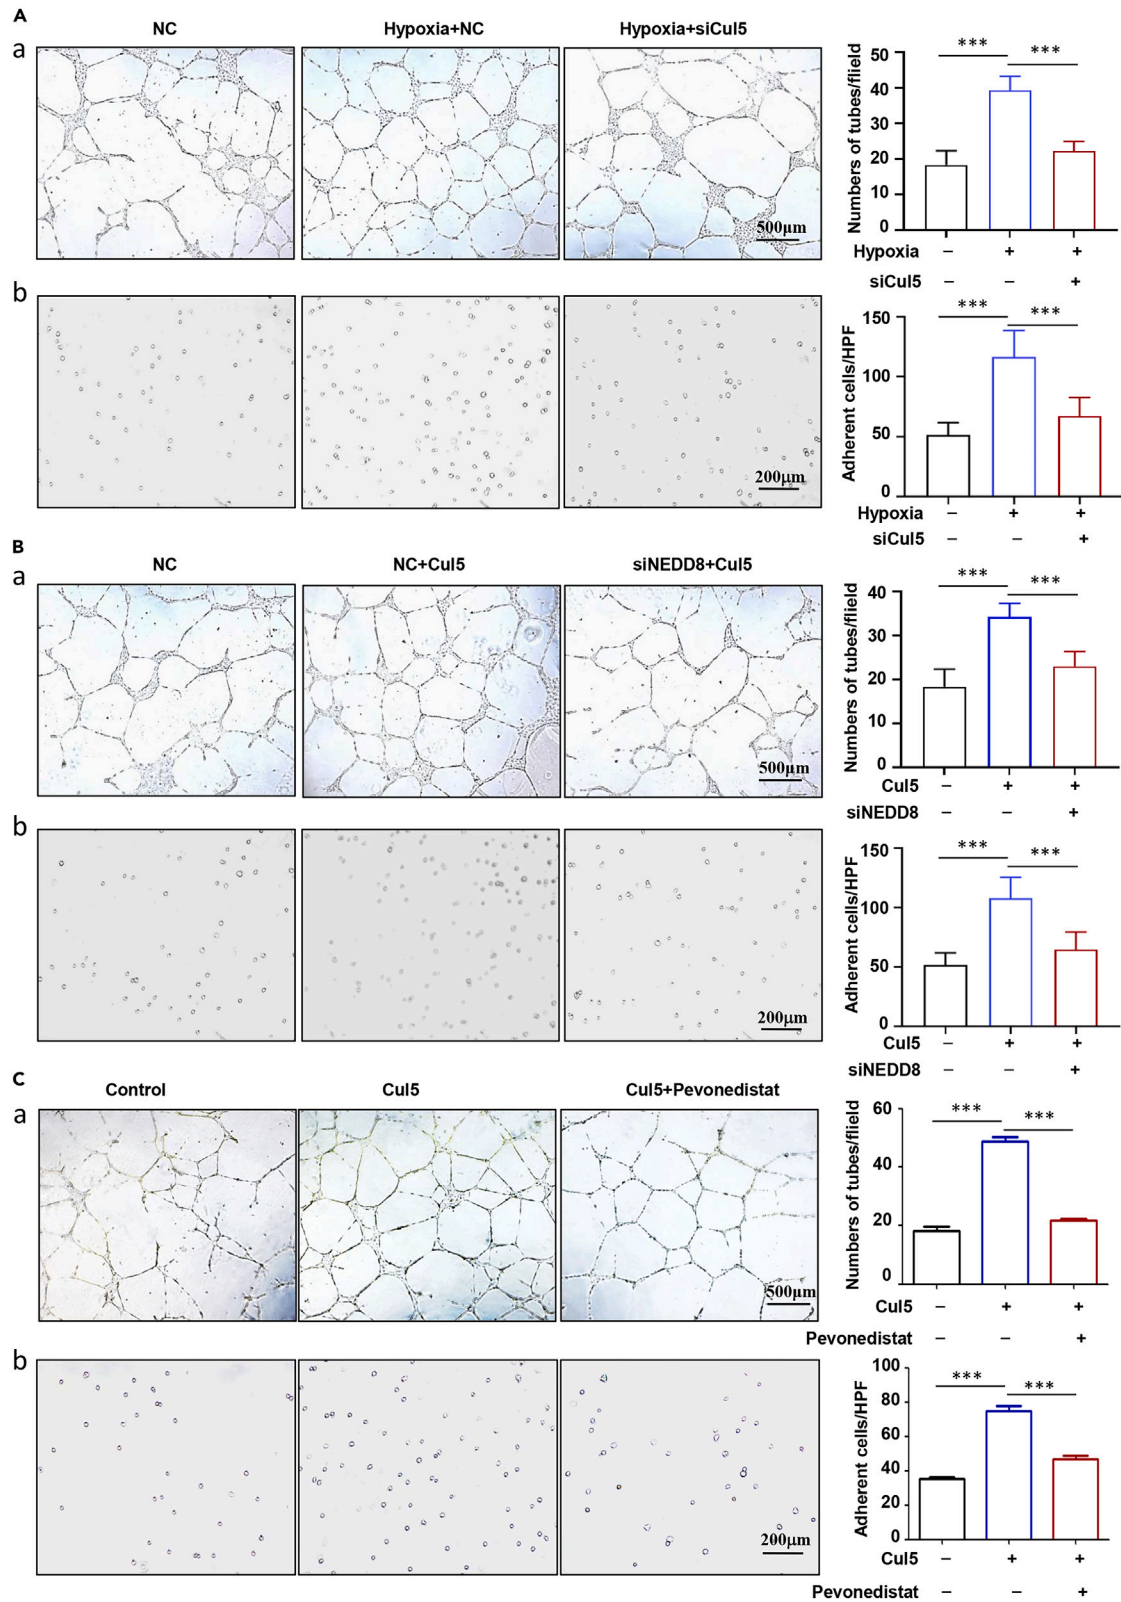 A
NC Hypoxia+NC Hypoxia+siCul5
a
500μm
Numbers of tubes/fiield
50
40
30
20
10
0
*** ***
Hypoxia – + +
siCul5 – – +
b
200μm
Adherent cells/HPF
150
100
50
0
*** ***
Hypoxia – + +
siCul5 – – +
B
NC NC+Cul5 siNEDD8+Cul5
a
500μm
Numbers of tubes/fiield
40
30
20
10
0
*** ***
Cul5 – + +
siNEDD8 – – +
b
200μm
Adherent cells/HPF
150
100
50
0
*** ***
Cul5 – + +
siNEDD8 – – +
C
Control Cul5 Cul5+Pevonedistat
a
500μm
Numbers of tubes/fiield
60
40
20
0
*** ***
Cul5 – + +
Pevonedistat – – +
b
200μm
Adherent cells/HPF
100
80
60
40
20
0
*** ***
Cul5 – + +
Pevonedistat – – +